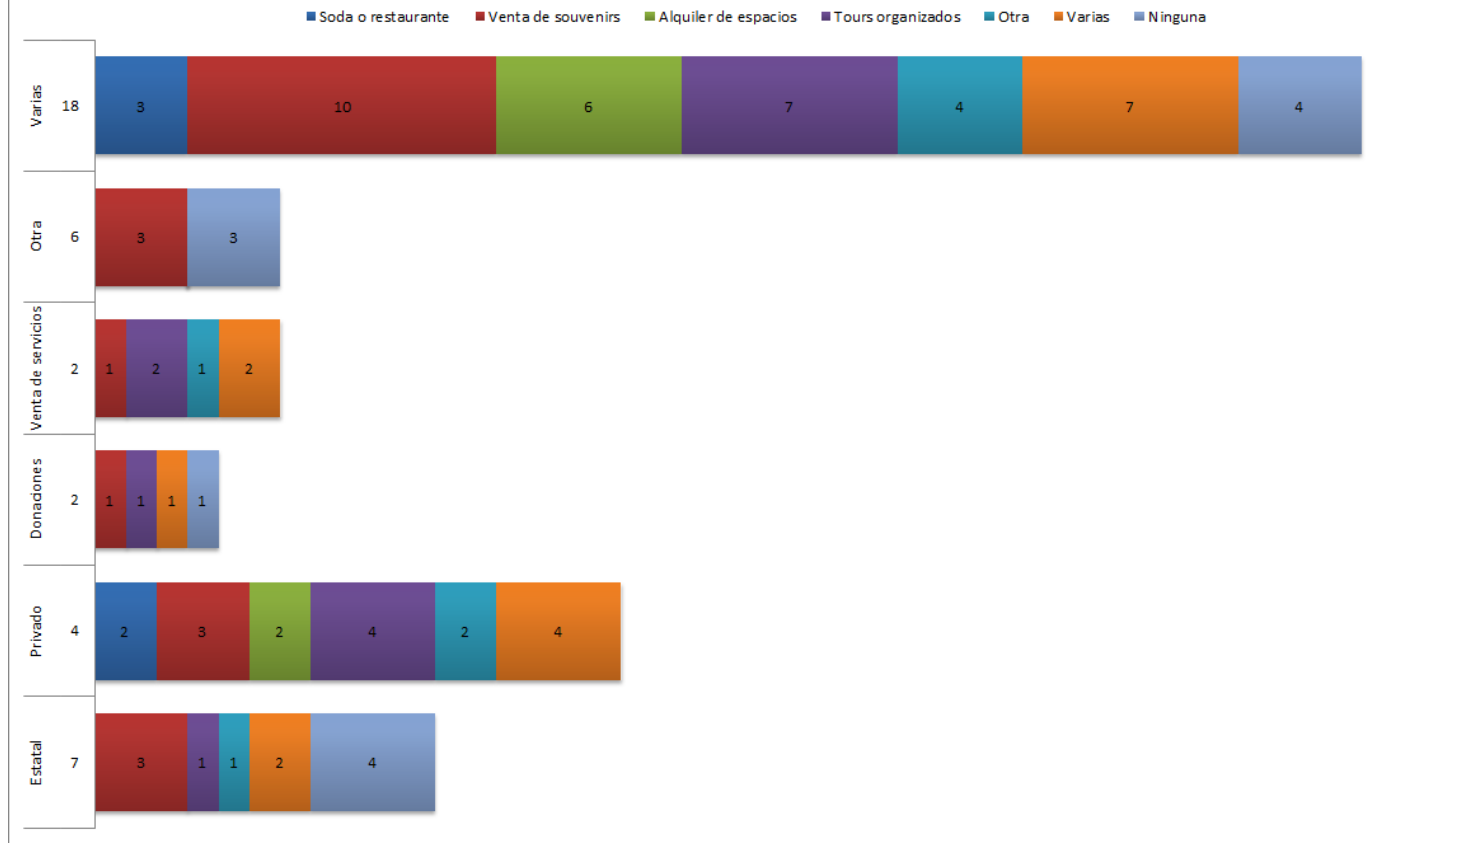 Soda o restaurante Venta de souvenirs Alquiler de espacios Tours organizados Otra Varias Ninguna
Varias 18 3 10 6 7 4 7 4
Otra 6 3 3
Venta de servicios 2 1 2 1 2
Donaciones 2 1 1 1 1
Privado 4 2 3 2 4 2 4
Estatal 7 3 1 1 2 4